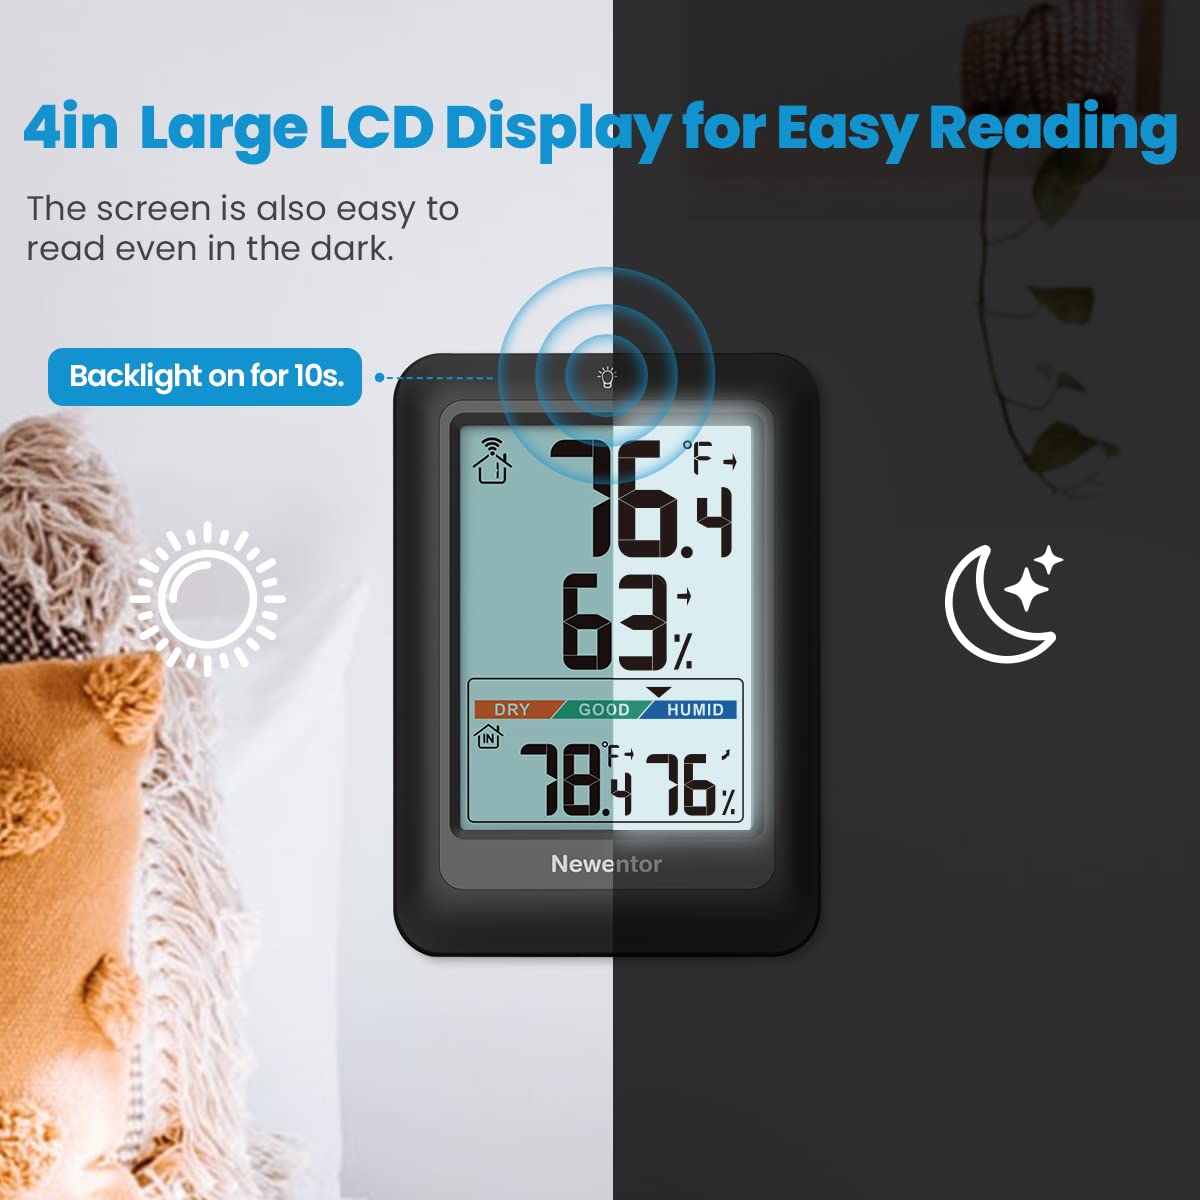 4in Large LCD Display for Easy Reading
The screen is also easy to
read even in the dark.
Backlight on for 10s.
1
76.4 °F
63%
DRY GOOD HUMID
IN
78.4 °F 76%
Newentor